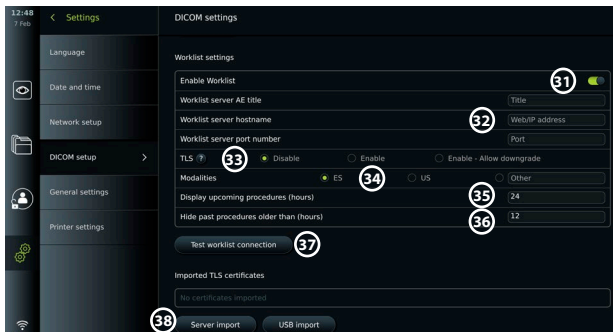 12:48
7 Feb
Settings
DICOM settings
Language
Date and time
Network setup
DICOM setup
General settings
Printer settings
Worklist settings
Enable Worklist 31
Worklist server AE title Title
Worklist server hostname 32 Web/IP address
Worklist server port number Port
TLS ? 33 Disable Enable Enable - Allow downgrade
Modalities ES 34 US Other
Display upcoming procedures (hours) 35 24
Hide past procedures older than (hours) 36 12
Test worklist connection 37
Imported TLS certificates
No certificates imported
38 Server import USB import